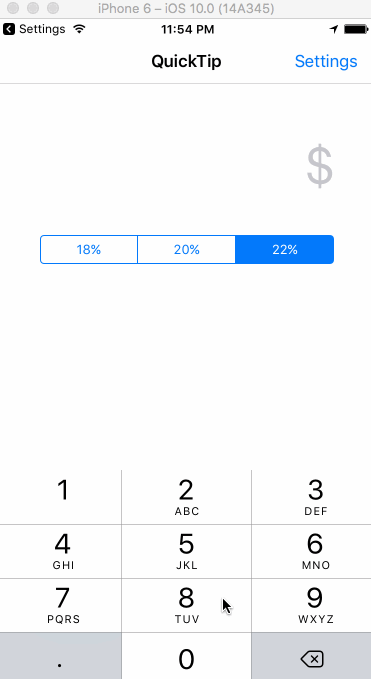 iPhone 6 – iOS 10.0 (14A345)
Settings 11:54 PM
QuickTip Settings
$
18% 20% 22%
1 2 3
ABC DEF
4 5 6
GHI JKL MNO
7 8 9
PQRS TUV WXYZ
. 0